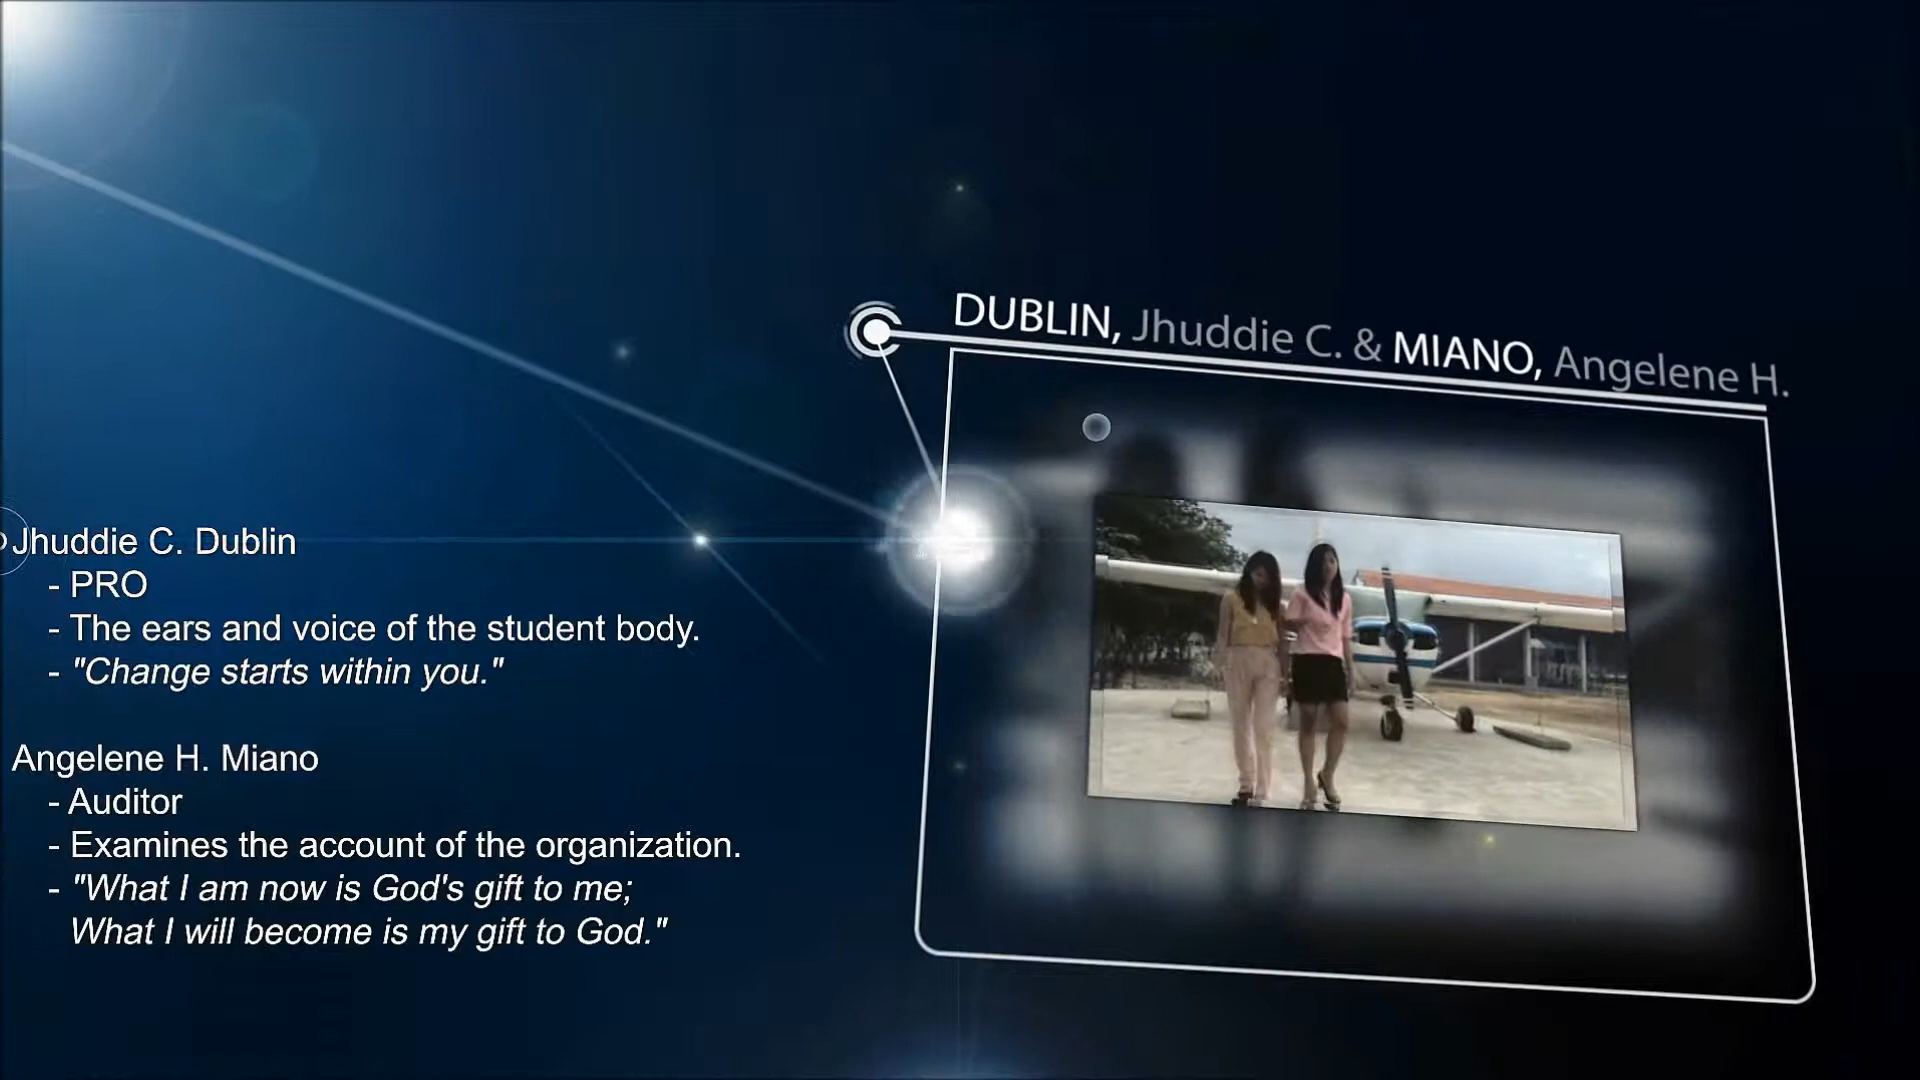 DUBLIN, Jhuddie C. & MIANO, Angelene H.
Jhuddie C. Dublin
- PRO
- The ears and voice of the student body.
- "Change starts within you."
Angelene H. Miano
- Auditor
- Examines the account of the organization.
- "What I am now is God's gift to me;
What I will become is my gift to God."